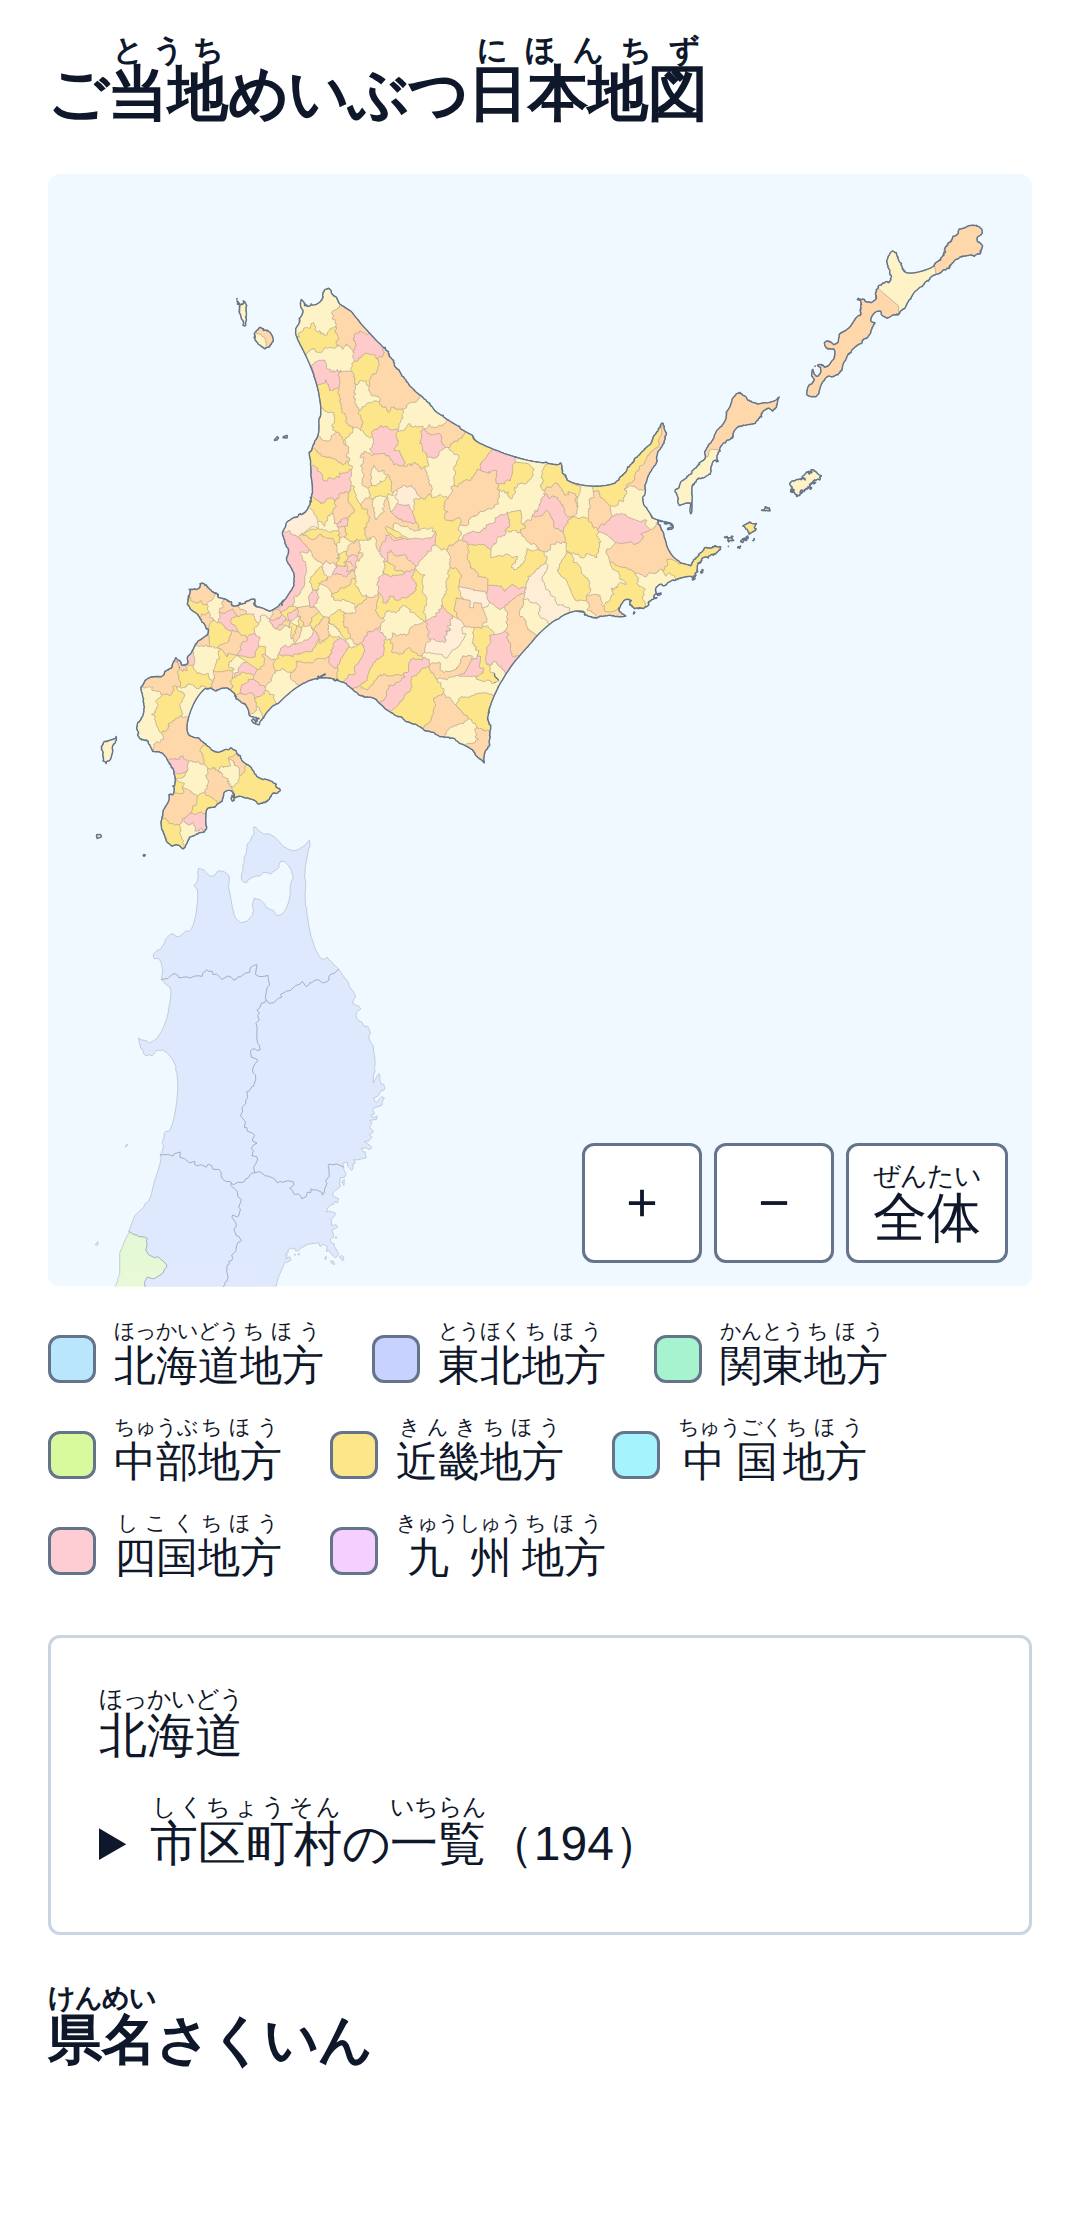 とうち にほんちず
ご当地めいぶつ日本地図
+ − ぜんたい
全体
ほっかいどうちほう とうほくちほう かんとうちほう
北海道地方 東北地方 関東地方
ちゅうぶちほう きんきちほう ちゅうごくちほう
中部地方 近畿地方 中国地方
しこくちほう きゅうしゅうちほう
四国地方 九州地方
ほっかいどう
北海道
しくちょうそん いちらん
▶ 市区町村の一覧（194）
けんめい
県名さくいん